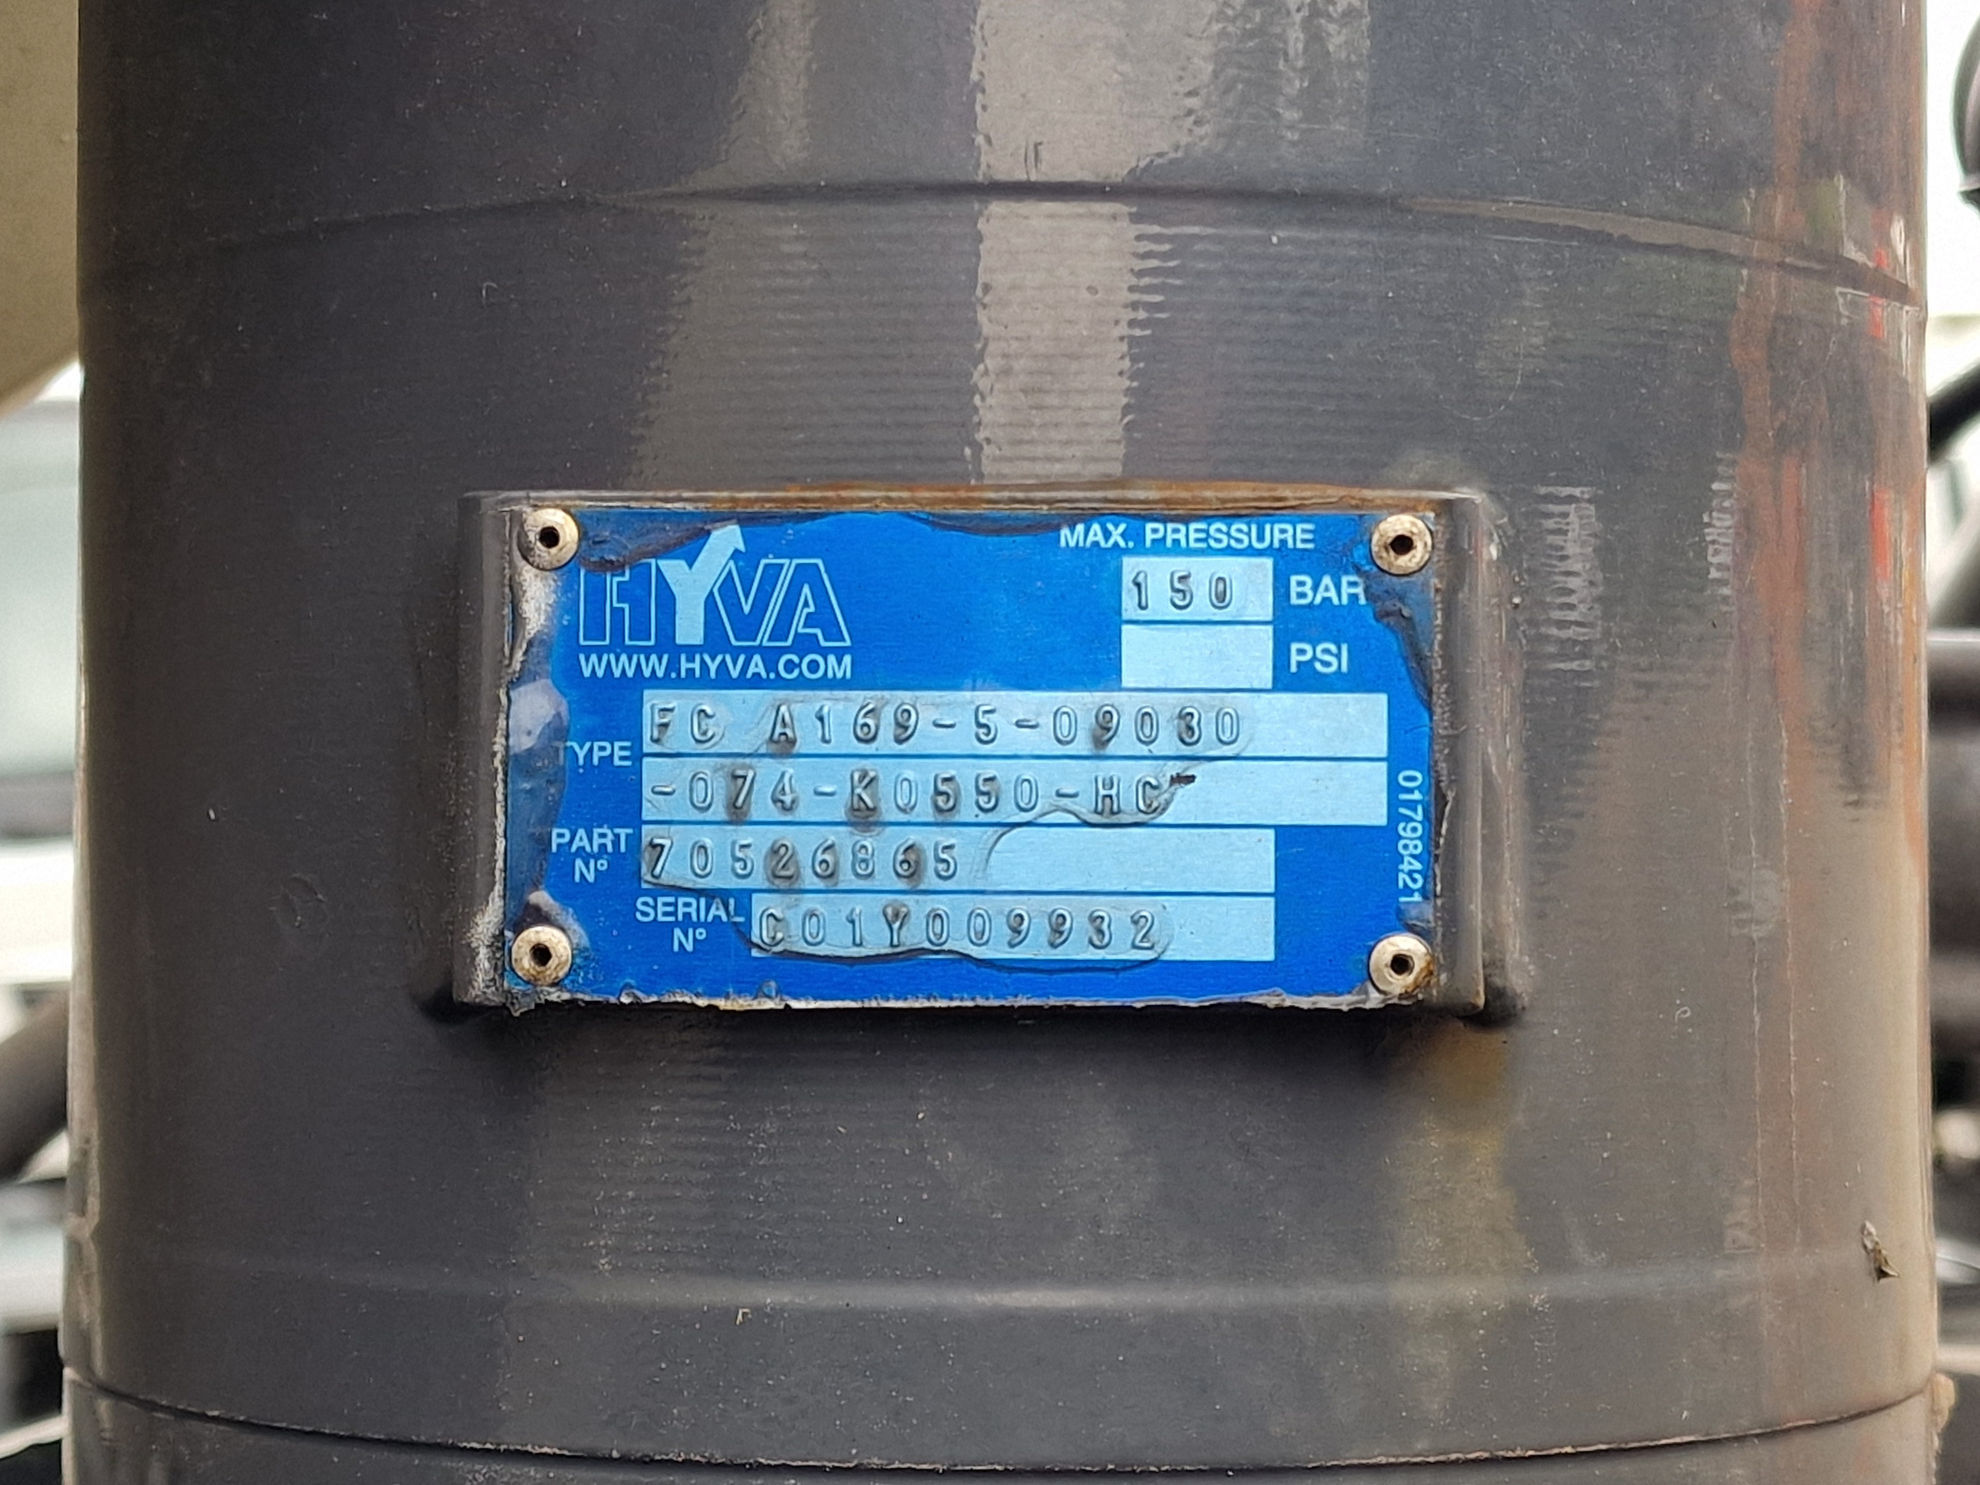 HYVA
WWW.HYVA.COM
MAX. PRESSURE
150 BAR
PSI
TYPE FC A169-5-09030
-074-K0550-HC
PART N° 70526865
SERIAL N° C01Y009932
01798421